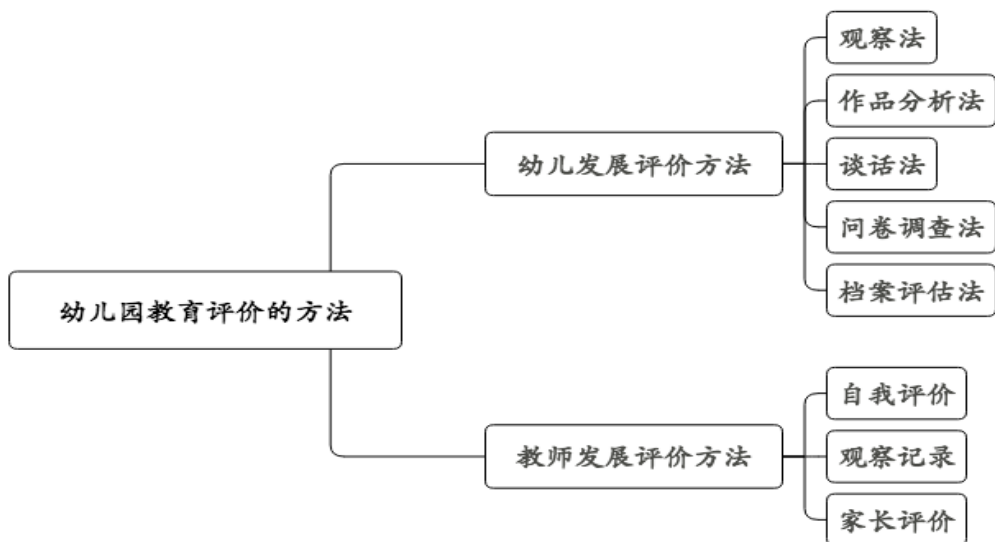 幼儿园教育评价的方法
幼儿发展评价方法
观察法
作品分析法
谈话法
问卷调查法
档案评估法
教师发展评价方法
自我评价
观察记录
家长评价